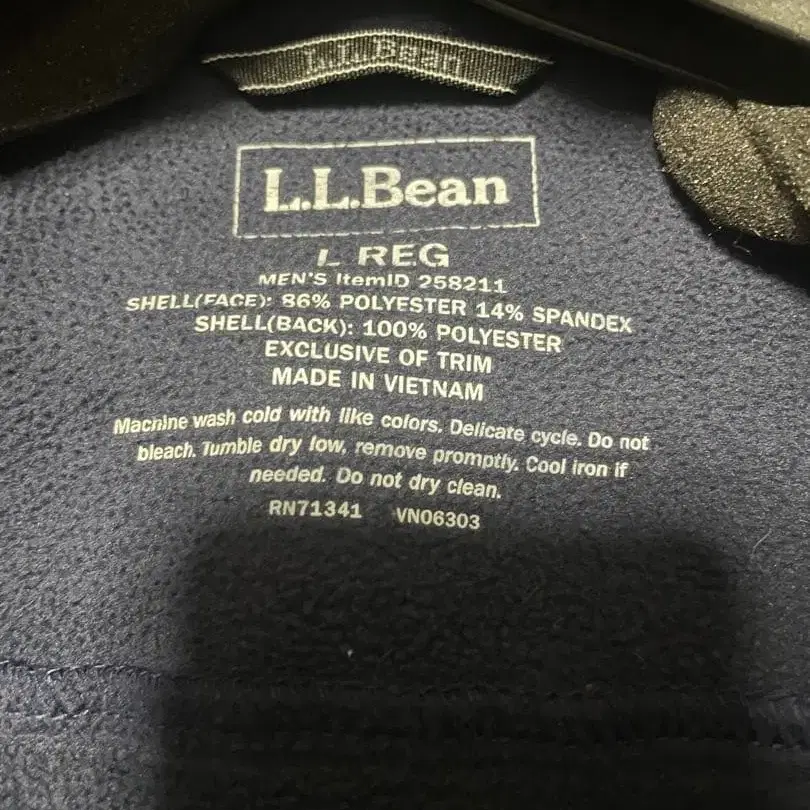 L.L.Bean
L.L.Bean
L REG
MEN'S ItemID 258211
SHELL(FACE): 86% POLYESTER 14% SPANDEX
SHELL(BACK): 100% POLYESTER
EXCLUSIVE OF TRIM
MADE IN VIETNAM
Machine wash cold with like colors. Delicate cycle. Do not
bleach. Tumble dry low, remove promptly. Cool iron if
needed. Do not dry clean.
RN71341 VN06303